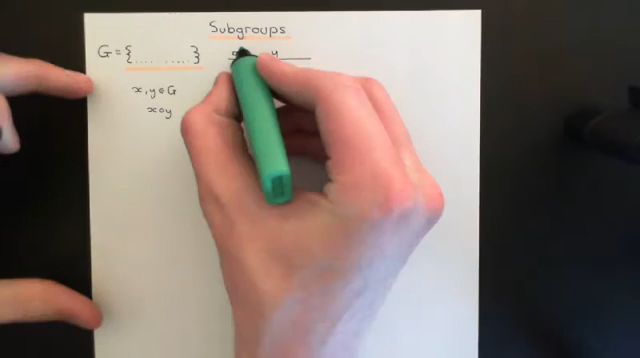 Subgroups
G = {..........}
x, y ∈ G
x∘y